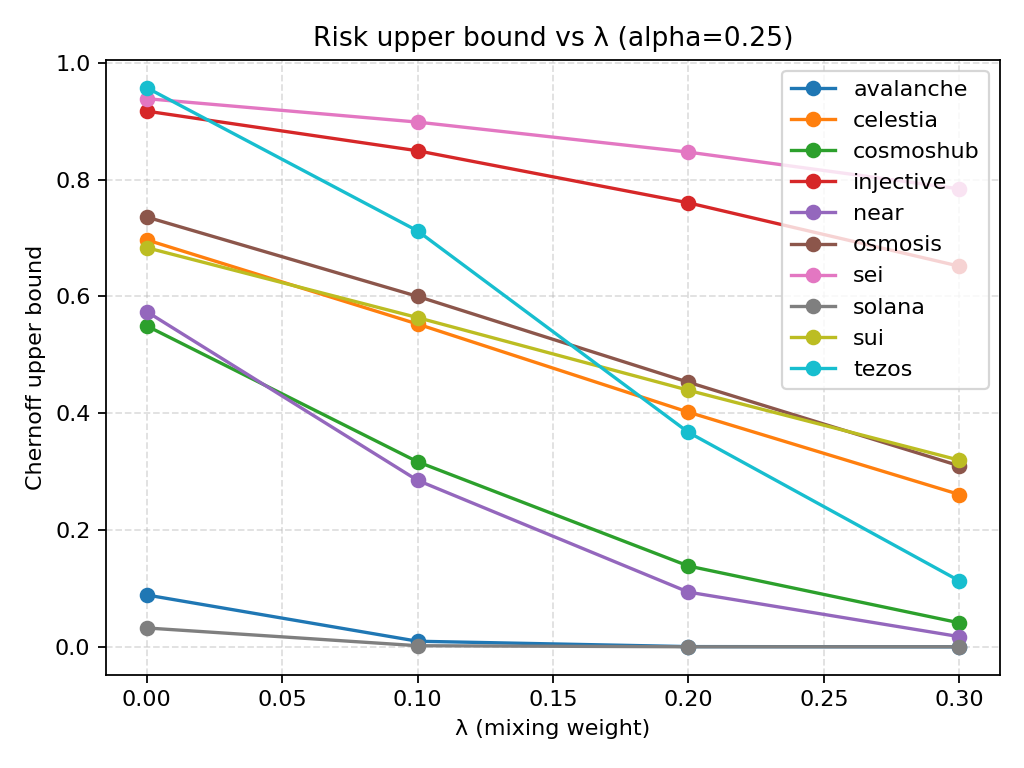 Risk upper bound vs λ (alpha=0.25)
Chernoff upper bound
1.0
0.8
0.6
0.4
0.2
0.0
avalanche
celestia
cosmoshub
injective
near
osmosis
sei
solana
sui
tezos
0.00 0.05 0.10 0.15 0.20 0.25 0.30
λ (mixing weight)